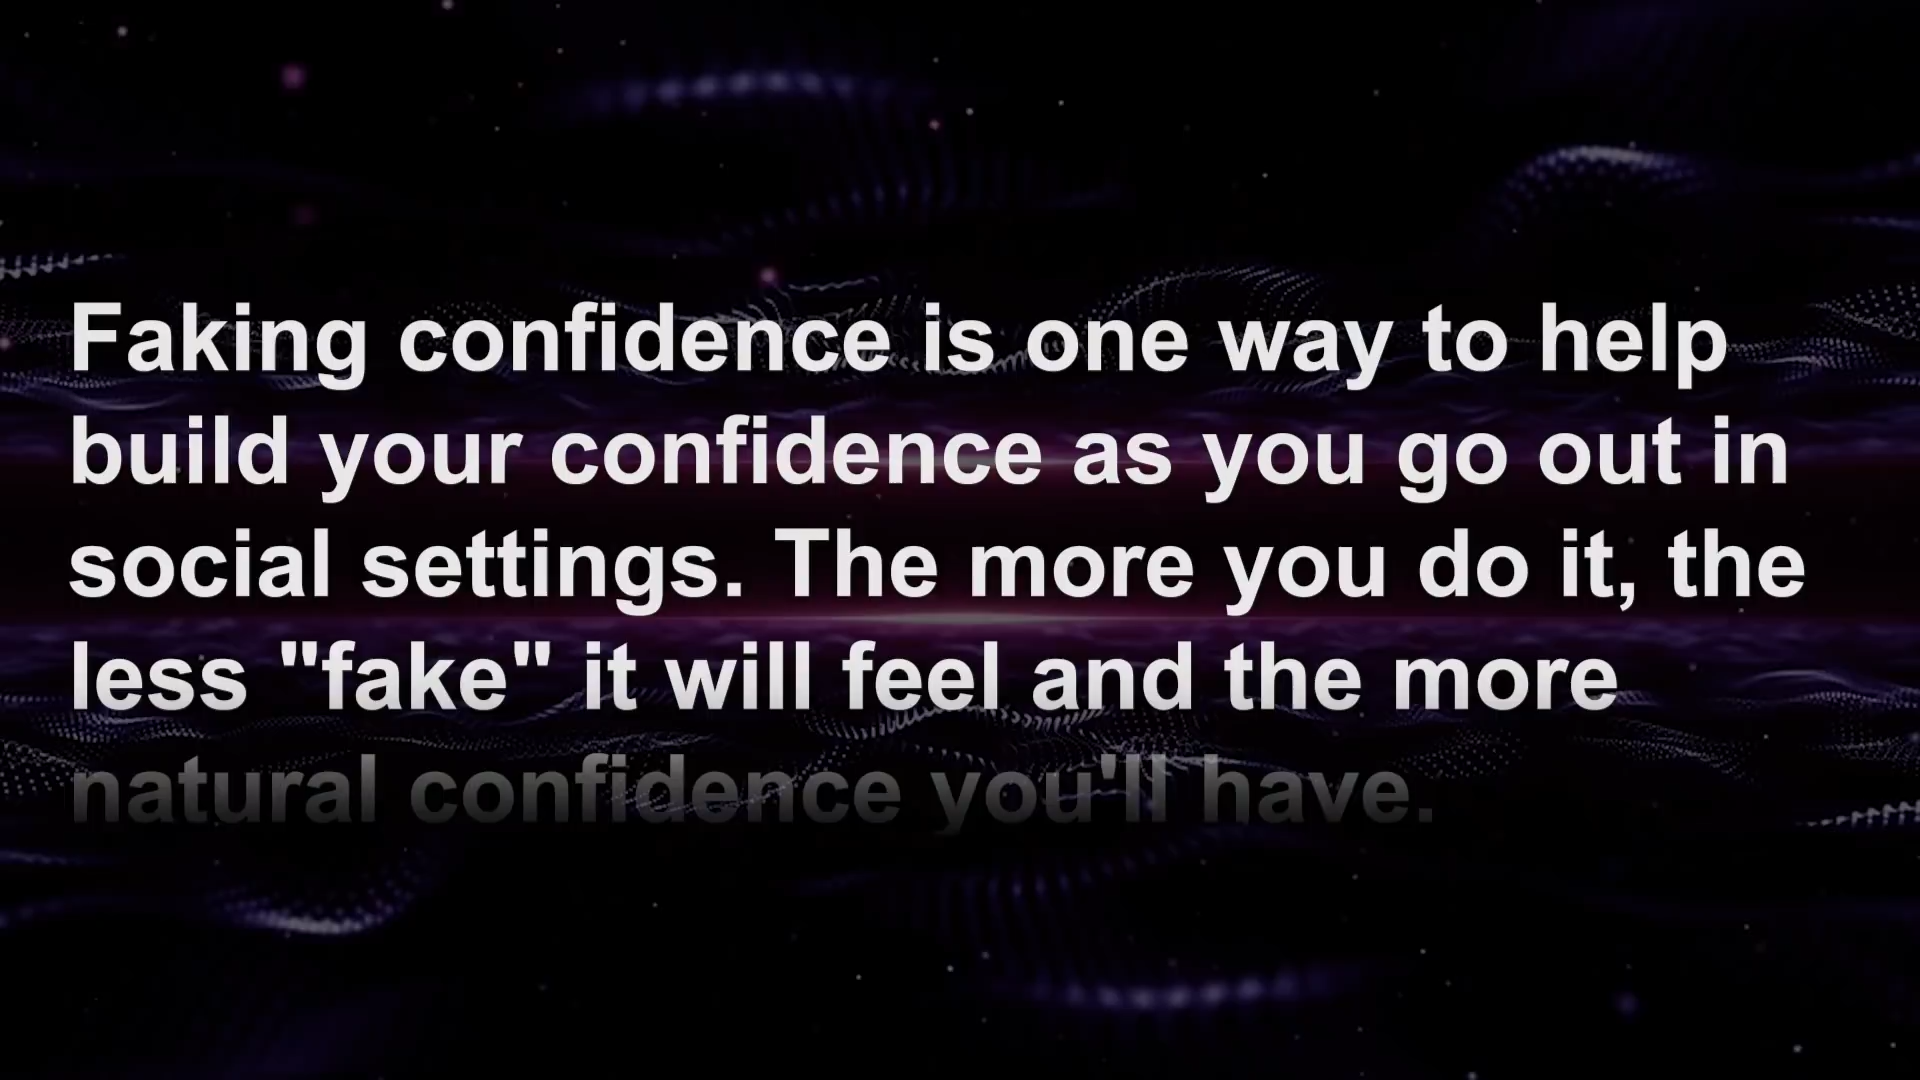 Faking confidence is one way to help
build your confidence as you go out in
social settings. The more you do it, the
less "fake" it will feel and the more
natural confidence you'll have.